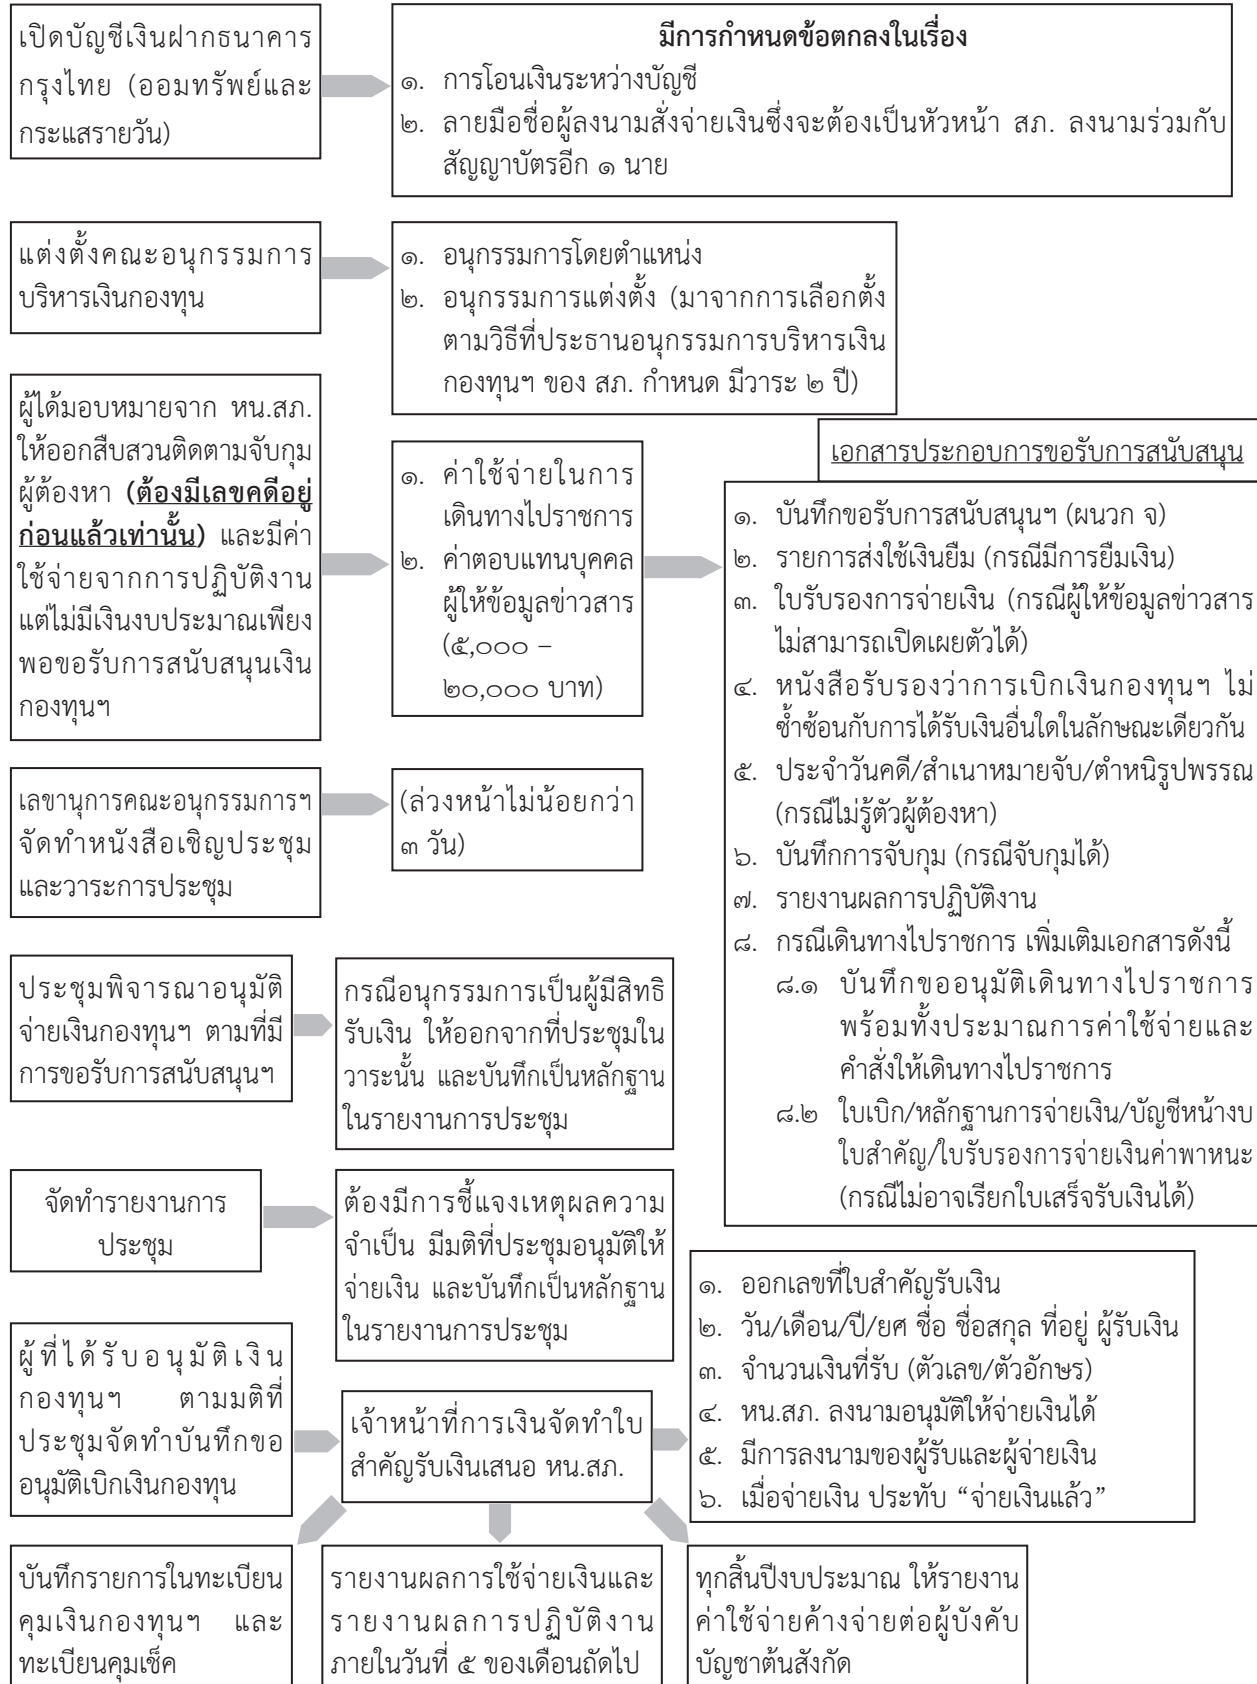 เปิดบัญชีเงินฝากธนาคาร
กรุงไทย (ออมทรัพย์และ
กระแสรายวัน)
มีการกำหนดข้อตกลงในเรื่อง
๑. การโอนเงินระหว่างบัญชี
๒. ลายมือชื่อผู้ลงนามสั่งจ่ายเงินซึ่งจะต้องเป็นหัวหน้า สภ. ลงนามร่วมกับ
สัญญาบัตรอีก ๑ นาย
แต่งตั้งคณะอนุกรรมการ
บริหารเงินกองทุน
๑. อนุกรรมการโดยตำแหน่ง
๒. อนุกรรมการแต่งตั้ง (มาจากการเลือกตั้ง
ตามวิธีที่ประธานอนุกรรมการบริหารเงิน
กองทุนฯ ของ สภ. กำหนด มีวาระ ๒ ปี)
ผู้ได้มอบหมายจาก หน.สภ.
ให้ออกสืบสวนติดตามจับกุม
ผู้ต้องหา (ต้องมีเลขคดีอยู่
ก่อนแล้วเท่านั้น) และมีค่า
ใช้จ่ายจากการปฏิบัติงาน
แต่ไม่มีเงินงบประมาณเพียง
พอขอรับการสนับสนุนเงิน
กองทุนฯ
๑. ค่าใช้จ่ายในการ
เดินทางไปราชการ
๒. ค่าตอบแทนบุคคล
ผู้ให้ข้อมูลข่าวสาร
(๕,๐๐๐ –
๒๐,๐๐๐ บาท)
เอกสารประกอบการขอรับการสนับสนุน
๑. บันทึกขอรับการสนับสนุนฯ (ผนวก จ)
๒. รายการส่งใช้เงินยืม (กรณีมีการยืมเงิน)
๓. ใบรับรองการจ่ายเงิน (กรณีผู้ให้ข้อมูลข่าวสาร
ไม่สามารถเปิดเผยตัวได้)
๔. หนังสือรับรองว่าการเบิกเงินกองทุนฯ ไม่
ซ้ำซ้อนกับการได้รับเงินอื่นใดในลักษณะเดียวกัน
๕. ประจำวันคดี/สำเนาหมายจับ/ตำหนิรูปพรรณ
(กรณีไม่รู้ตัวผู้ต้องหา)
๖. บันทึกการจับกุม (กรณีจับกุมได้)
๗. รายงานผลการปฏิบัติงาน
๘. กรณีเดินทางไปราชการ เพิ่มเติมเอกสารดังนี้
๘.๑ บันทึกขออนุมัติเดินทางไปราชการ
พร้อมทั้งประมาณการค่าใช้จ่ายและ
คำสั่งให้เดินทางไปราชการ
๘.๒ ใบเบิก/หลักฐานการจ่ายเงิน/บัญชีหน้างบ
ใบสำคัญ/ใบรับรองการจ่ายเงินค่าพาหนะ
(กรณีไม่อาจเรียกใบเสร็จรับเงินได้)
เลขานุการคณะอนุกรรมการฯ
จัดทำหนังสือเชิญประชุม
และวาระการประชุม
(ล่วงหน้าไม่น้อยกว่า
๓ วัน)
ประชุมพิจารณาอนุมัติ
จ่ายเงินกองทุนฯ ตามที่มี
การขอรับการสนับสนุนฯ
กรณีอนุกรรมการเป็นผู้มีสิทธิ
รับเงิน ให้ออกจากที่ประชุมใน
วาระนั้น และบันทึกเป็นหลักฐาน
ในรายงานการประชุม
จัดทำรายงานการ
ประชุม
ต้องมีการชี้แจงเหตุผลความ
จำเป็น มีมติที่ประชุมอนุมัติให้
จ่ายเงิน และบันทึกเป็นหลักฐาน
ในรายงานการประชุม
ผู้ที่ได้รับอนุมัติเงิน
กองทุนฯ ตามมติที่
ประชุมจัดทำบันทึกขอ
อนุมัติเบิกเงินกองทุน
เจ้าหน้าที่การเงินจัดทำใบ
สำคัญรับเงินเสนอ หน.สภ.
๑. ออกเลขที่ใบสำคัญรับเงิน
๒. วัน/เดือน/ปี/ยศ ชื่อ ชื่อสกุล ที่อยู่ ผู้รับเงิน
๓. จำนวนเงินที่รับ (ตัวเลข/ตัวอักษร)
๔. หน.สภ. ลงนามอนุมัติให้จ่ายเงินได้
๕. มีการลงนามของผู้รับและผู้จ่ายเงิน
๖. เมื่อจ่ายเงิน ประทับ “จ่ายเงินแล้ว”
บันทึกรายการในทะเบียน
คุมเงินกองทุนฯ และ
ทะเบียนคุมเช็ค
รายงานผลการใช้จ่ายเงินและ
รายงานผลการปฏิบัติงาน
ภายในวันที่ ๕ ของเดือนถัดไป
ทุกสิ้นปีงบประมาณ ให้รายงาน
ค่าใช้จ่ายค้างจ่ายต่อผู้บังคับ
บัญชาต้นสังกัด